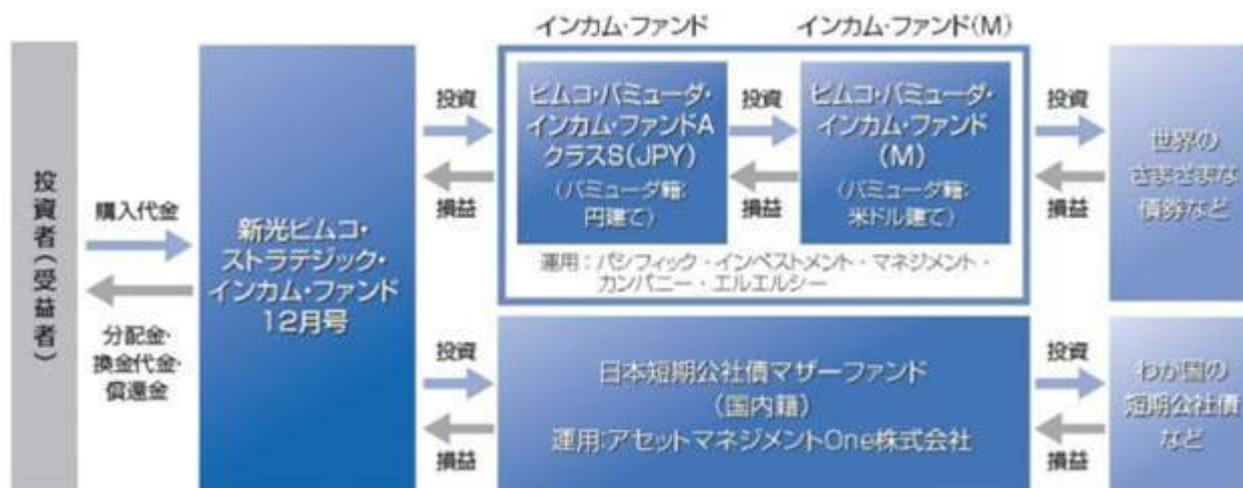 インカム・ファンド
インカム・ファンド(M)
投資者(受益者)
購入代金
分配金・
換金代金・
償還金
新光ピムコ・
ストラテジック・
インカム・ファンド
12月号
投資
損益
ピムコ・バミューダ・
インカム・ファンドA
クラスS(JPY)
(バミューダ籍:
円建て)
投資
損益
ピムコ・バミューダ・
インカム・ファンド
(M)
(バミューダ籍:
米ドル建て)
運用:パシフィック・インベストメント・マネジメント・
カンパニー・エルエルシー
投資
損益
世界の
さまざまな
債券など
投資
損益
日本短期公社債マザーファンド
(国内籍)
運用:アセットマネジメントOne株式会社
投資
損益
わが国の
短期公社債
など